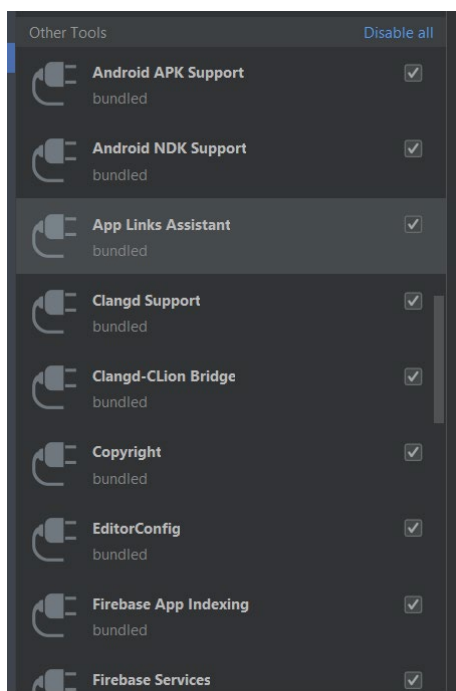 Other Tools Disable all
Android APK Support
bundled
Android NDK Support
bundled
App Links Assistant
bundled
Clangd Support
bundled
Clangd-CLion Bridge
bundled
Copyright
bundled
EditorConfig
bundled
Firebase App Indexing
bundled
Firebase Services